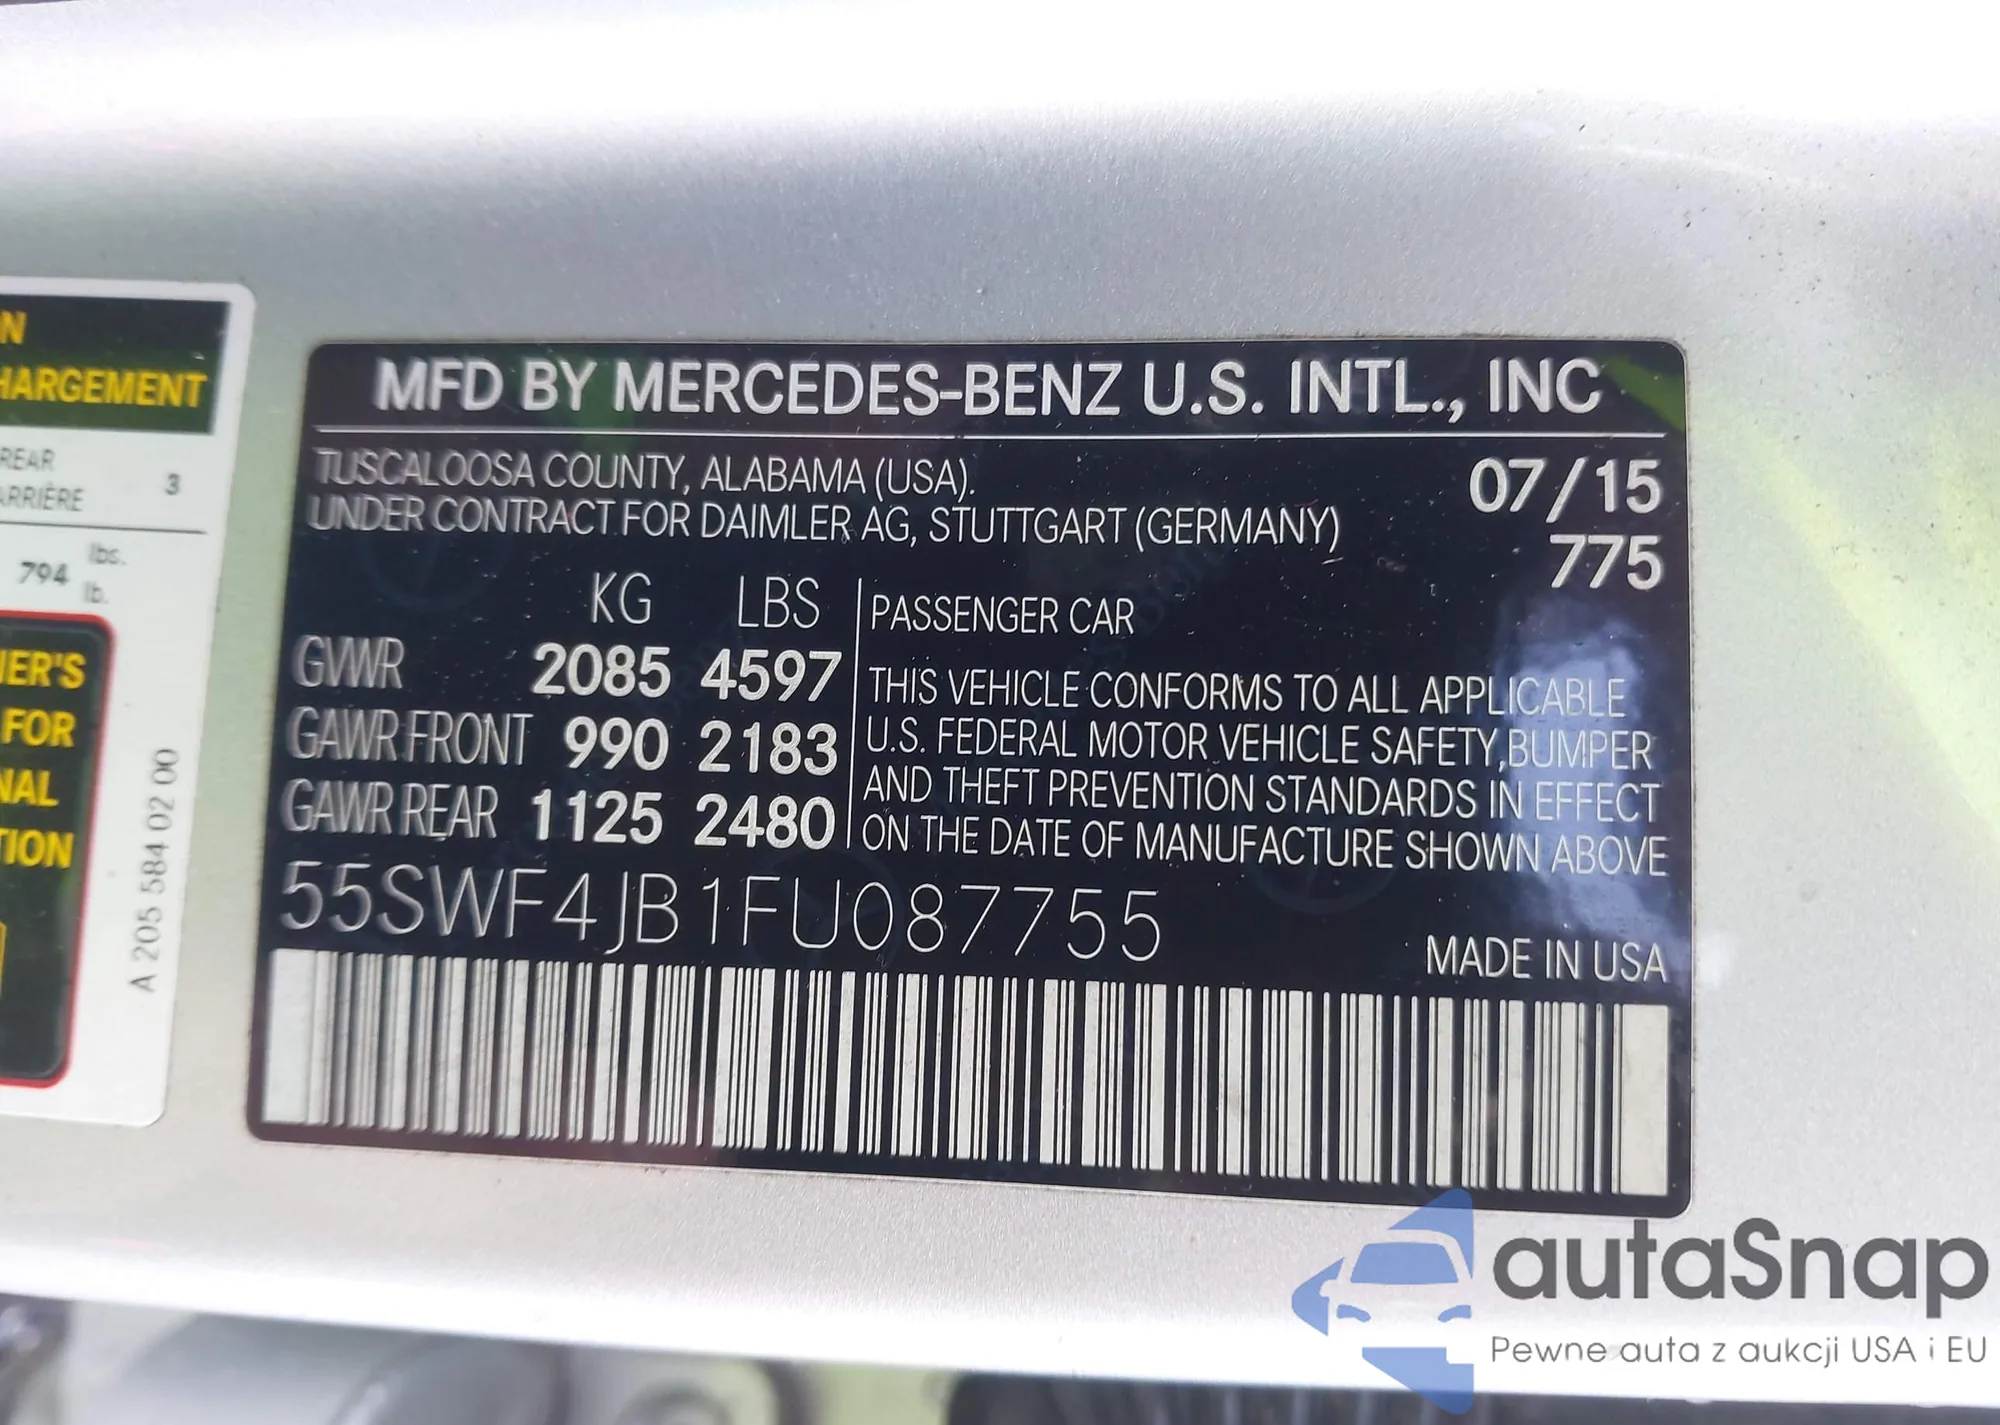 N
HARGEMENT
REAR
ARRIÈRE
3
794 lbs.
lb.
IER'S
FOR
NAL
TION
A 205 584 02 00
MFD BY MERCEDES-BENZ U.S. INTL., INC
TUSCALOOSA COUNTY, ALABAMA (USA).
UNDER CONTRACT FOR DAIMLER AG, STUTTGART (GERMANY)
07/15
775
KG LBS
GVWR 2085 4597
GAWR FRONT 990 2183
GAWR REAR 1125 2480
PASSENGER CAR
THIS VEHICLE CONFORMS TO ALL APPLICABLE
U.S. FEDERAL MOTOR VEHICLE SAFETY, BUMPER
AND THEFT PREVENTION STANDARDS IN EFFECT
ON THE DATE OF MANUFACTURE SHOWN ABOVE
55SWF4JB1FU087755
MADE IN USA
autaSnap
Pewne auta z aukcji USA i EU